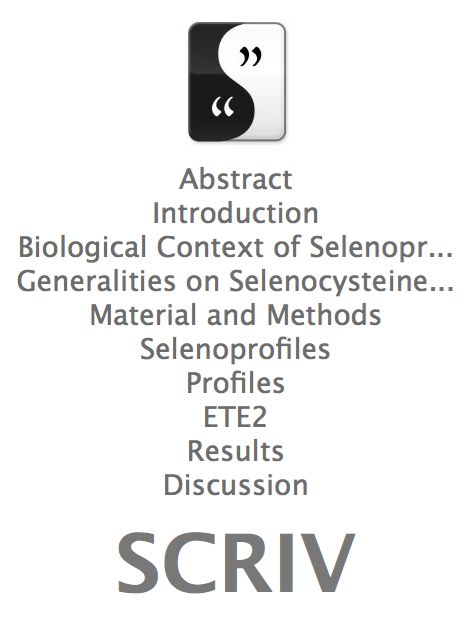 ”
“
Abstract
Introduction
Biological Context of Selenopr...
Generalities on Selenocysteine...
Material and Methods
Selenoprofiles
Profiles
ETE2
Results
Discussion
SCRIV